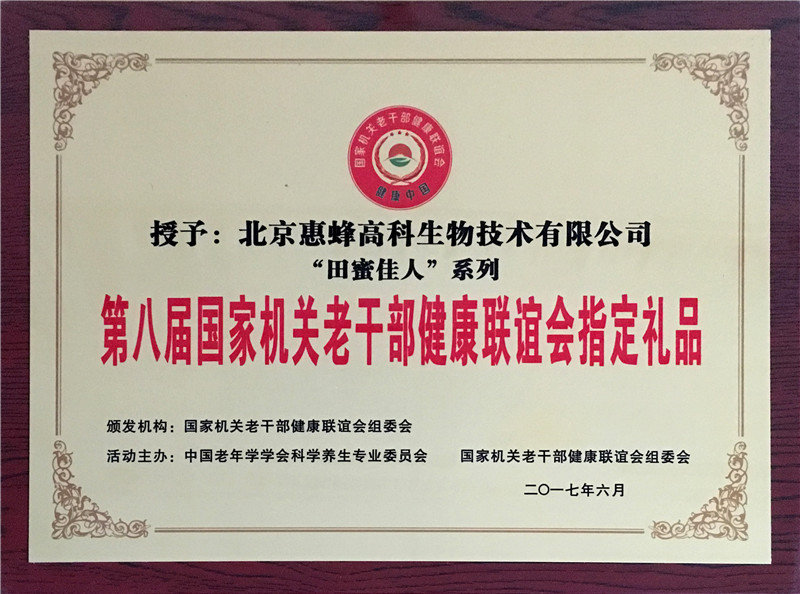 国家机关老干部健康联谊会
健康中国
授予：北京惠蜂高科生物技术有限公司
“田蜜佳人”系列
第八届国家机关老干部健康联谊会指定礼品
颁发机构：国家机关老干部健康联谊会组委会
活动主办：中国老年学学会科学养生专业委员会 国家机关老干部健康联谊会组委会
二〇一七年六月